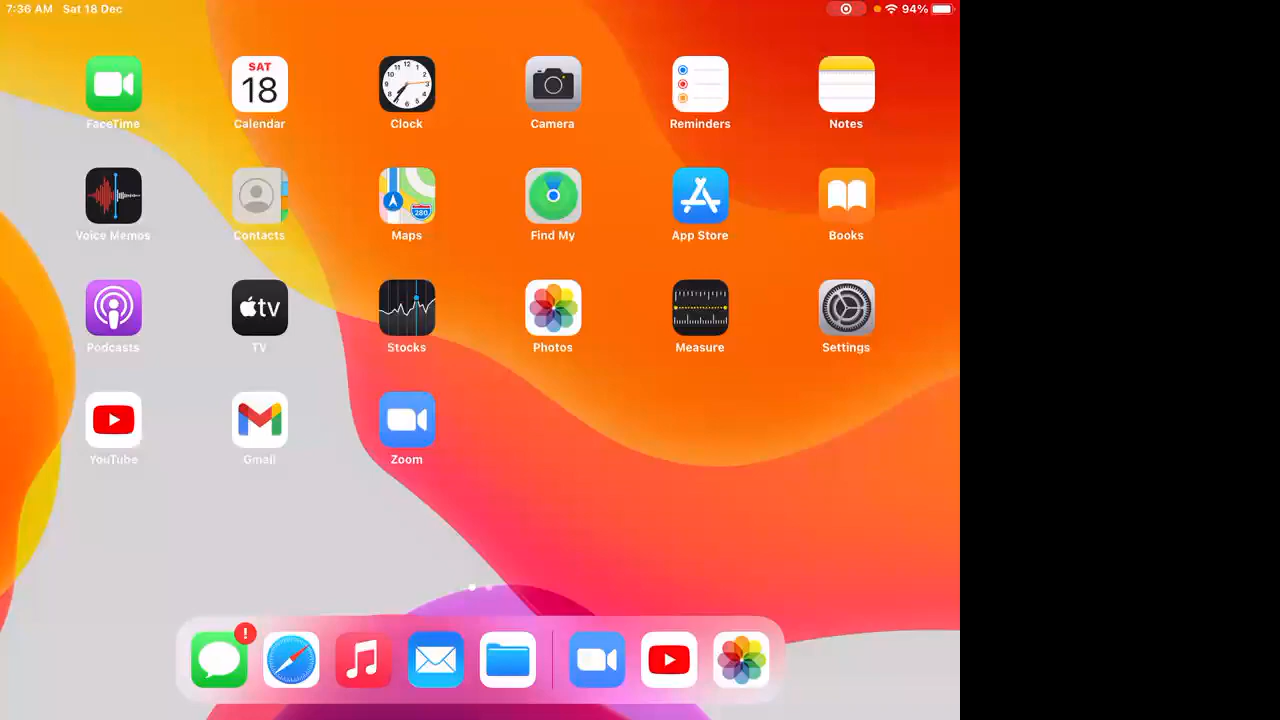 7:36 AM Sat 18 Dec 94%
SAT
18
FaceTime Calendar Clock Camera Reminders Notes
280
Voice Memos Contacts Maps Find My App Store Books
tv
Podcasts TV Stocks Photos Measure Settings
YouTube Gmail Zoom
!